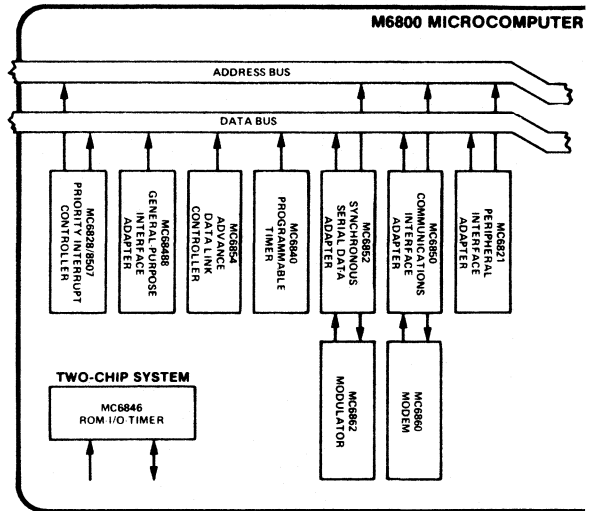 M6800 MICROCOMPUTER
ADDRESS BUS
DATA BUS
MC6828/8507
PRIORITY INTERRUPT
CONTROLLER
MC68488
GENERAL-PURPOSE
INTERFACE
ADAPTER
MC6854
ADVANCE
DATA LINK
CONTROLLER
MC6840
PROGRAMMABLE
TIMER
MC6852
SYNCHRONOUS
SERIAL DATA
ADAPTER
MC6850
COMMUNICATIONS
INTERFACE
ADAPTER
MC6821
PERIPHERAL
INTERFACE
ADAPTER
TWO-CHIP SYSTEM
MC6846
ROM-I/O-TIMER
MC6862
MODULATOR
MC6860
MODEM